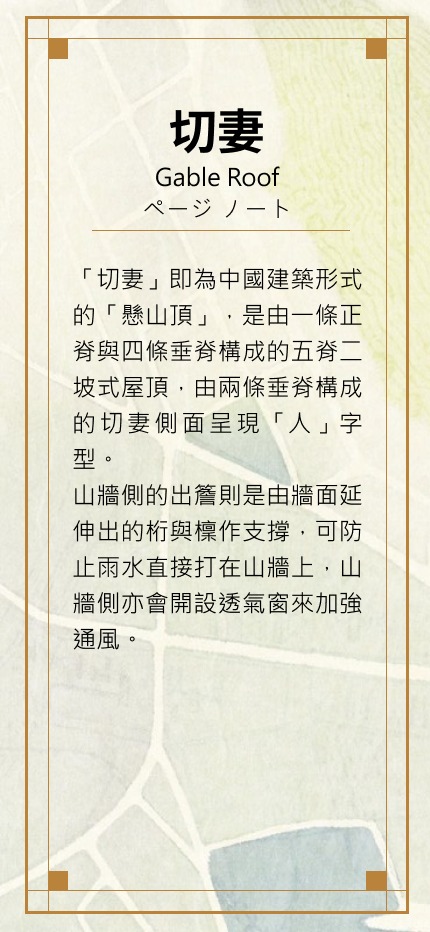 切妻
Gable Roof
ページ ノート
「切妻」即為中國建築形式
的「懸山頂」，是由一條正
脊與四條垂脊構成的五脊二
坡式屋頂，由兩條垂脊構成
的切妻側面呈現「人」字
型。
山牆側的出簷則是由牆面延
伸出的桁與檁作支撐，可防
止雨水直接打在山牆上，山
牆側亦會開設透氣窗來加強
通風。